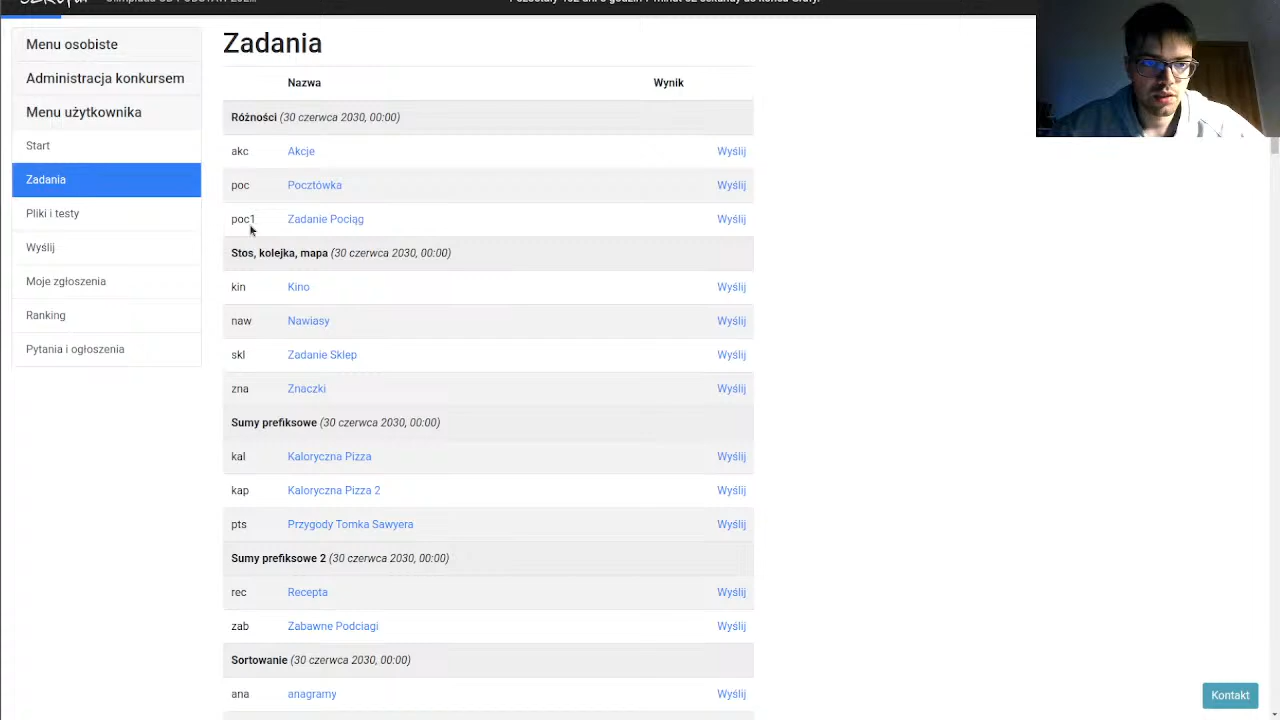 Zadania
Menu osobiste
Administracja konkursem
Menu użytkownika
Start
Zadania
Pliki i testy
Wyślij
Moje zgłoszenia
Ranking
Pytania i ogłoszenia
Nazwa Wynik
Różności (30 czerwca 2030, 00:00)
akc Akcje Wyślij
poc Pocztówka Wyślij
poc1 Zadanie Pociąg Wyślij
Stos, kolejka, mapa (30 czerwca 2030, 00:00)
kin Kino Wyślij
naw Nawiasy Wyślij
skl Zadanie Sklep Wyślij
zna Znaczki Wyślij
Sumy prefiksowe (30 czerwca 2030, 00:00)
kal Kaloryczna Pizza Wyślij
kap Kaloryczna Pizza 2 Wyślij
pts Przygody Tomka Sawyera Wyślij
Sumy prefiksowe 2 (30 czerwca 2030, 00:00)
rec Recepta Wyślij
zab Zabawne Podciagi Wyślij
Sortowanie (30 czerwca 2030, 00:00)
ana anagramy Wyślij
Kontakt